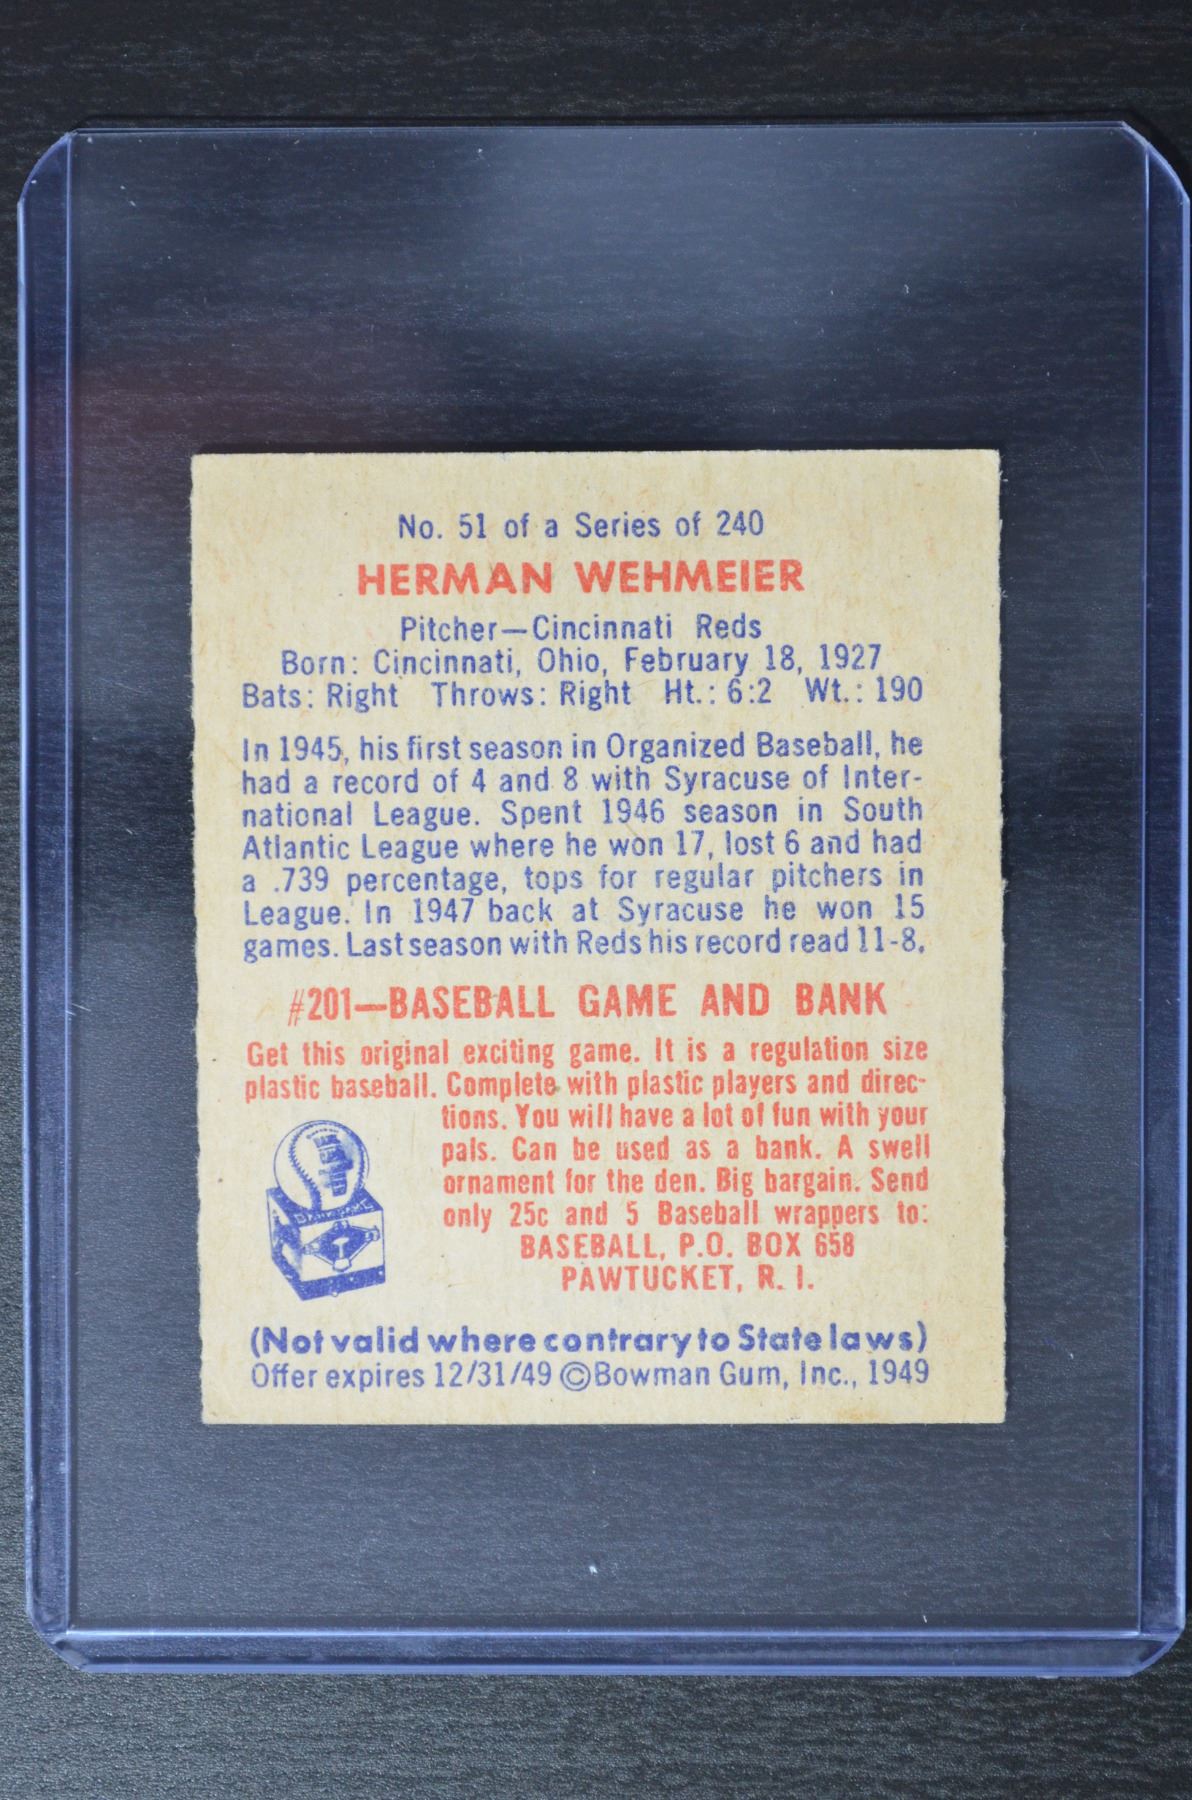 No. 51 of a Series of 240
HERMAN WEHMEIER
Pitcher—Cincinnati Reds
Born: Cincinnati, Ohio, February 18, 1927
Bats: Right Throws: Right Ht.: 6:2 Wt.: 190
In 1945, his first season in Organized Baseball, he
had a record of 4 and 8 with Syracuse of Inter-
national League. Spent 1946 season in South
Atlantic League where he won 17, lost 6 and had
a .739 percentage, tops for regular pitchers in
League. In 1947 back at Syracuse he won 15
games. Last season with Reds his record read 11-8.
#201—BASEBALL GAME AND BANK
Get this original exciting game. It is a regulation size
plastic baseball. Complete with plastic players and direc-
tions. You will have a lot of fun with your
pals. Can be used as a bank. A swell
ornament for the den. Big bargain. Send
only 25c and 5 Baseball wrappers to:
BASEBALL, P.O. BOX 658
PAWTUCKET, R. I.
(Not valid where contrary to State laws)
Offer expires 12/31/49 ©Bowman Gum, Inc., 1949